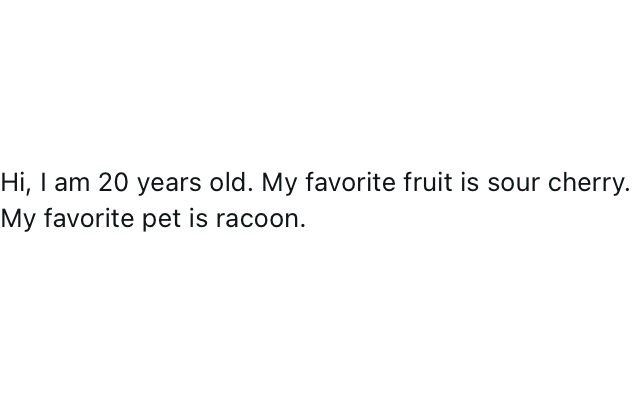 Hi, I am 20 years old. My favorite fruit is sour cherry.
My favorite pet is racoon.